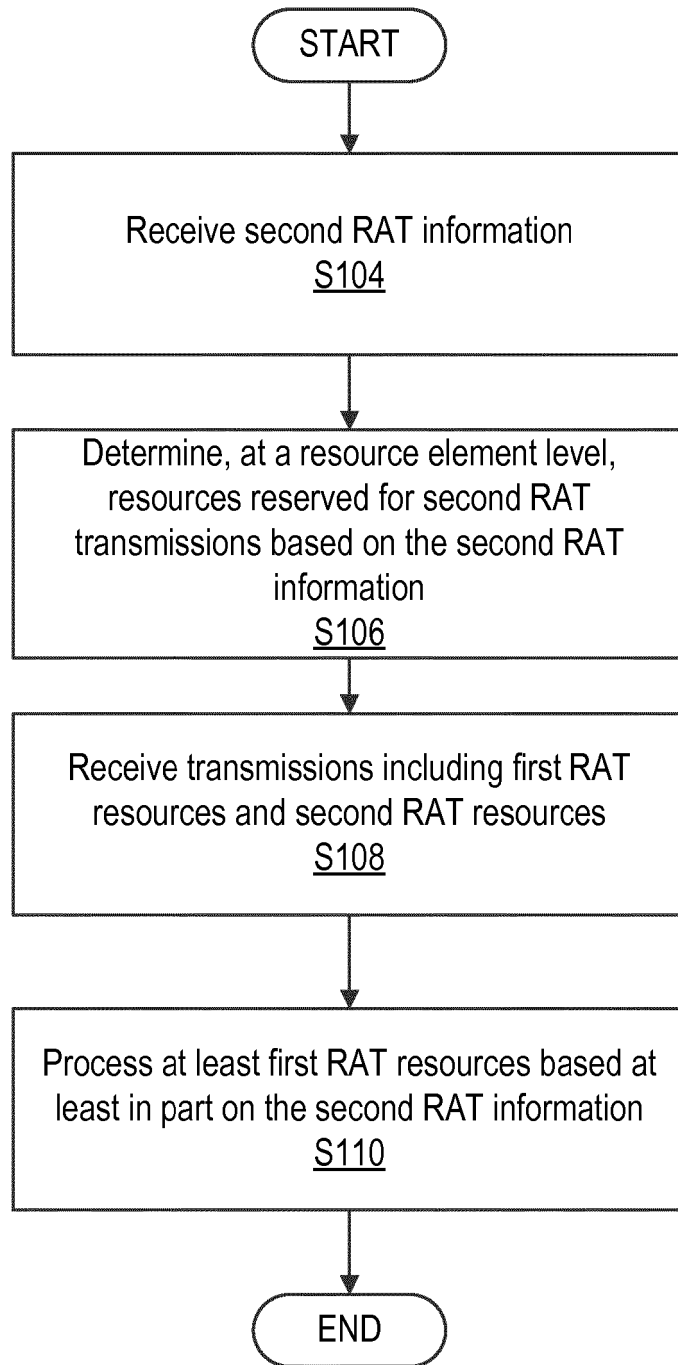 START
Receive second RAT information
S104
Determine, at a resource element level,
resources reserved for second RAT
transmissions based on the second RAT
information
S106
Receive transmissions including first RAT
resources and second RAT resources
S108
Process at least first RAT resources based at
least in part on the second RAT information
S110
END